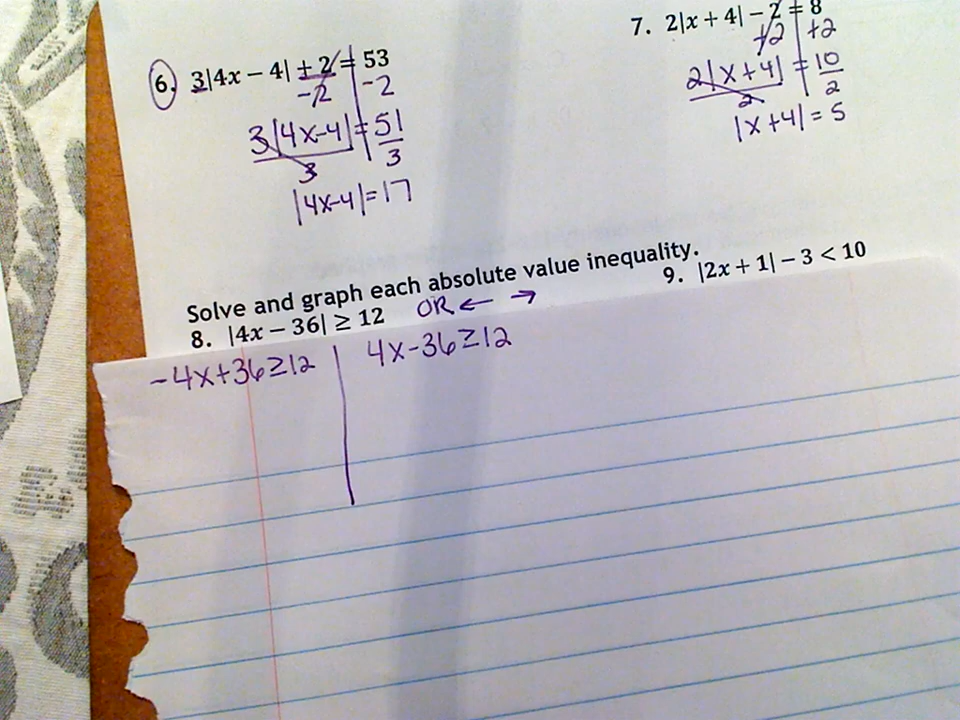 6. 3|4x − 4| + 2 = 53
-2 -2
3|4x-4| = 51
3 3
|4x-4| = 17
7. 2|x + 4| − 2 = 8
+2 +2
2|x+4| = 10
2 2
|x+4| = 5
Solve and graph each absolute value inequality.
8. |4x − 36| ≥ 12 OR ← →
-4x+36≥12 4x-36≥12
9. |2x + 1| − 3 < 10